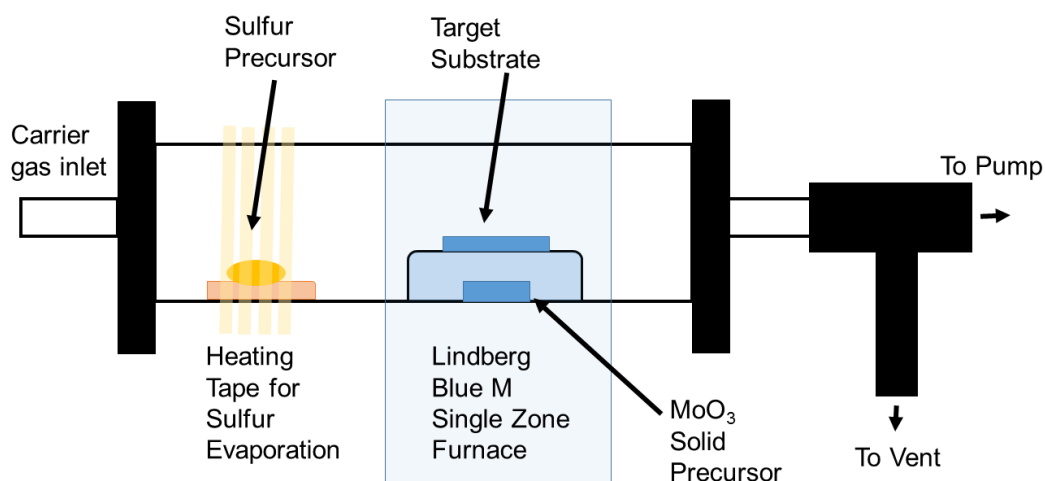 Sulfur
Precursor
Target
Substrate
Carrier
gas inlet
To Pump
Heating
Tape for
Sulfur
Evaporation
Lindberg
Blue M
Single Zone
Furnace
MoO₃
Solid
Precursor
To Vent